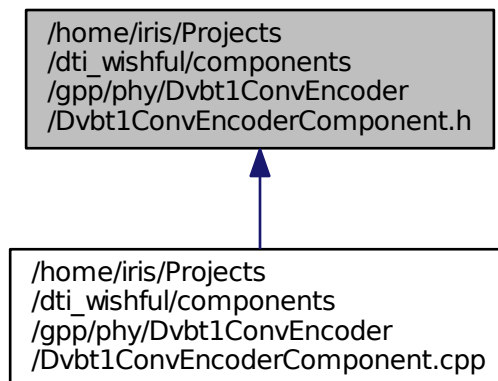 /home/iris/Projects
/dti_wishful/components
/gpp/phy/Dvbt1ConvEncoder
/Dvbt1ConvEncoderComponent.h
/home/iris/Projects
/dti_wishful/components
/gpp/phy/Dvbt1ConvEncoder
/Dvbt1ConvEncoderComponent.cpp